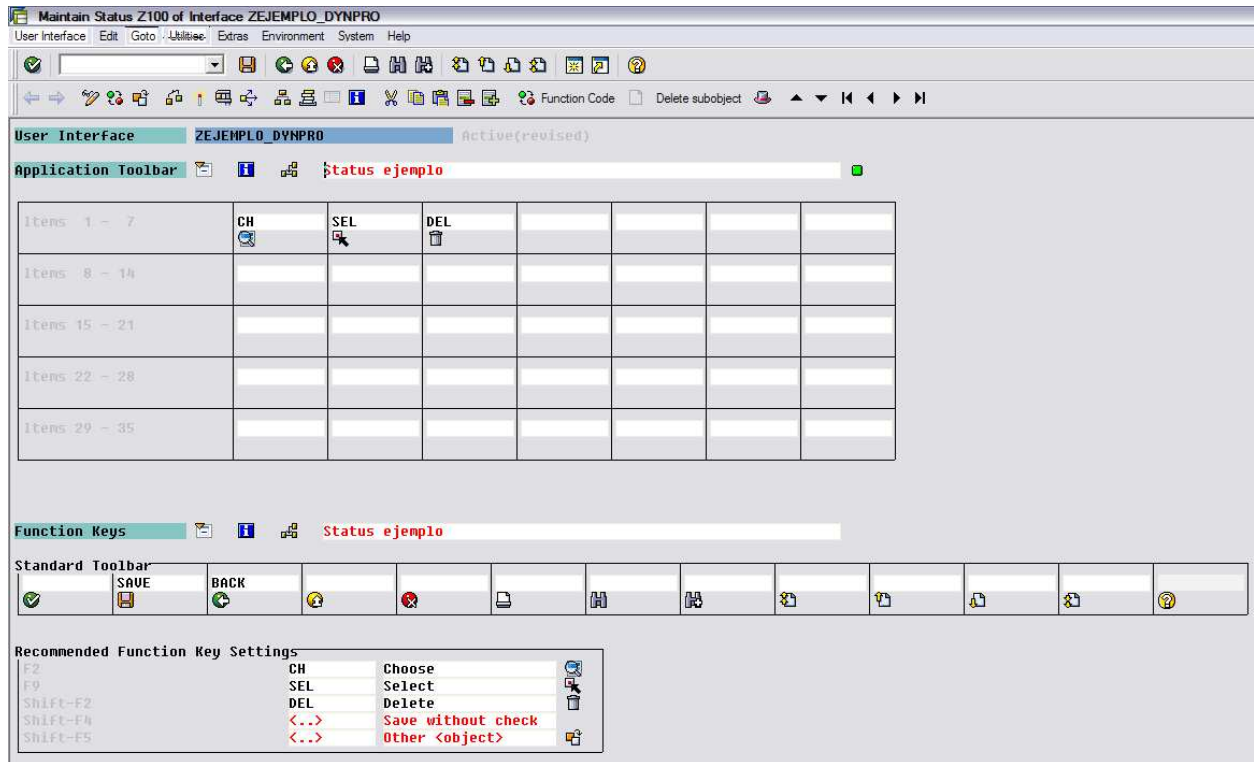 Maintain Status Z100 of Interface ZEJEMPLO_DYNPRO
User Interface Edit Goto Utilities Extras Environment System Help
Function Code Delete subobject
User Interface ZEJEMPLO_DYNPRO Active(revised)
Application Toolbar Status ejemplo
Items 1 - 7 CH SEL DEL
Items 8 - 14
Items 15 - 21
Items 22 - 28
Items 29 - 35
Function Keys Status ejemplo
Standard Toolbar
SAVE BACK
Recommended Function Key Settings
F2 CH Choose
F9 SEL Select
Shift-F2 DEL Delete
Shift-F4 <..> Save without check
Shift-F5 <..> Other <object>